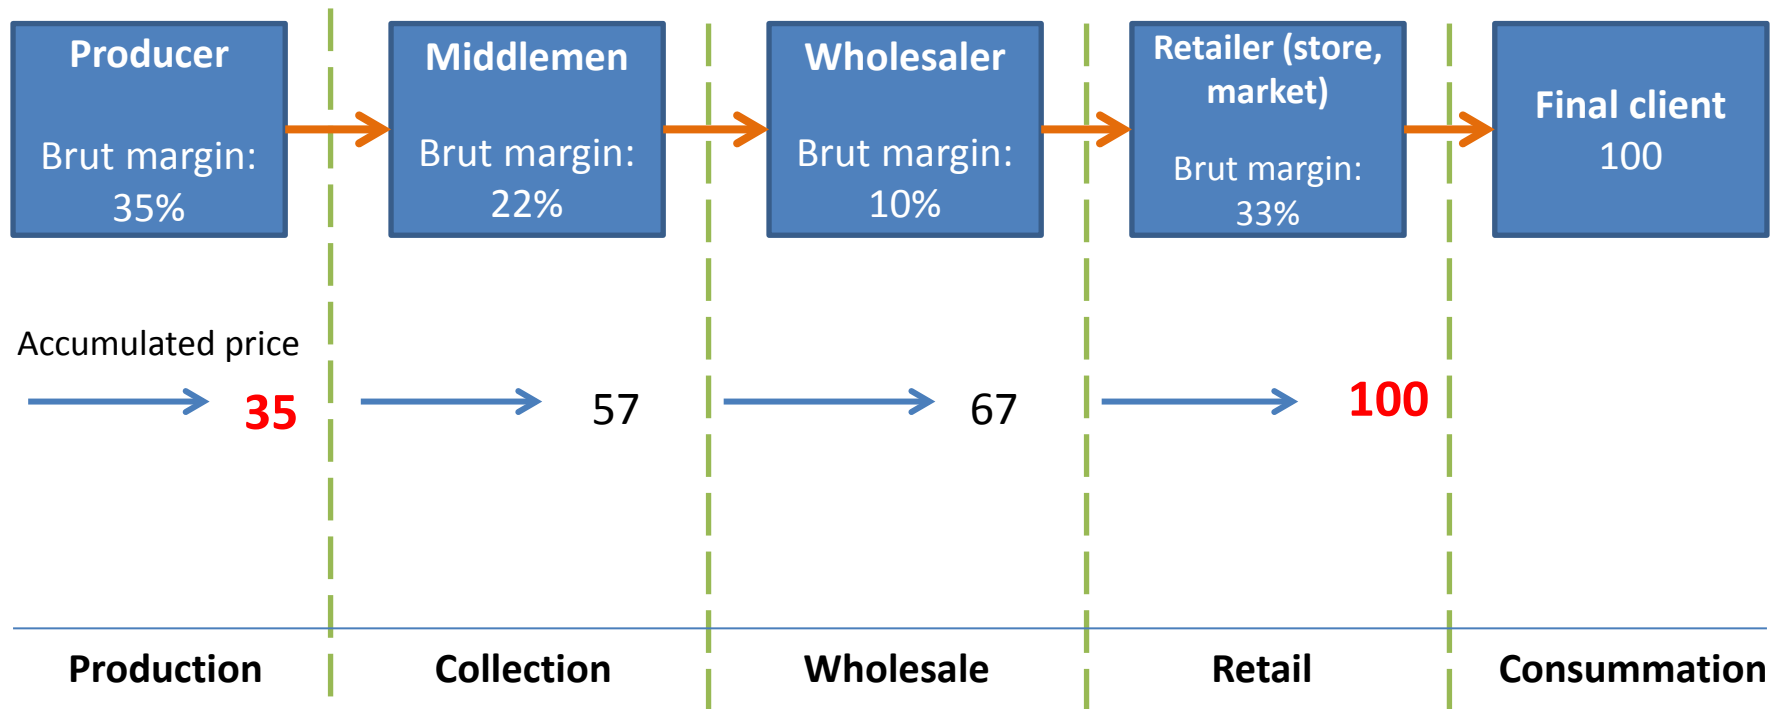 Producer
Brut margin:
35%
Middlemen
Brut margin:
22%
Wholesaler
Brut margin:
10%
Retailer (store,
market)
Brut margin:
33%
Final client
100
Accumulated price
35
57
67
100
Production
Collection
Wholesale
Retail
Consummation